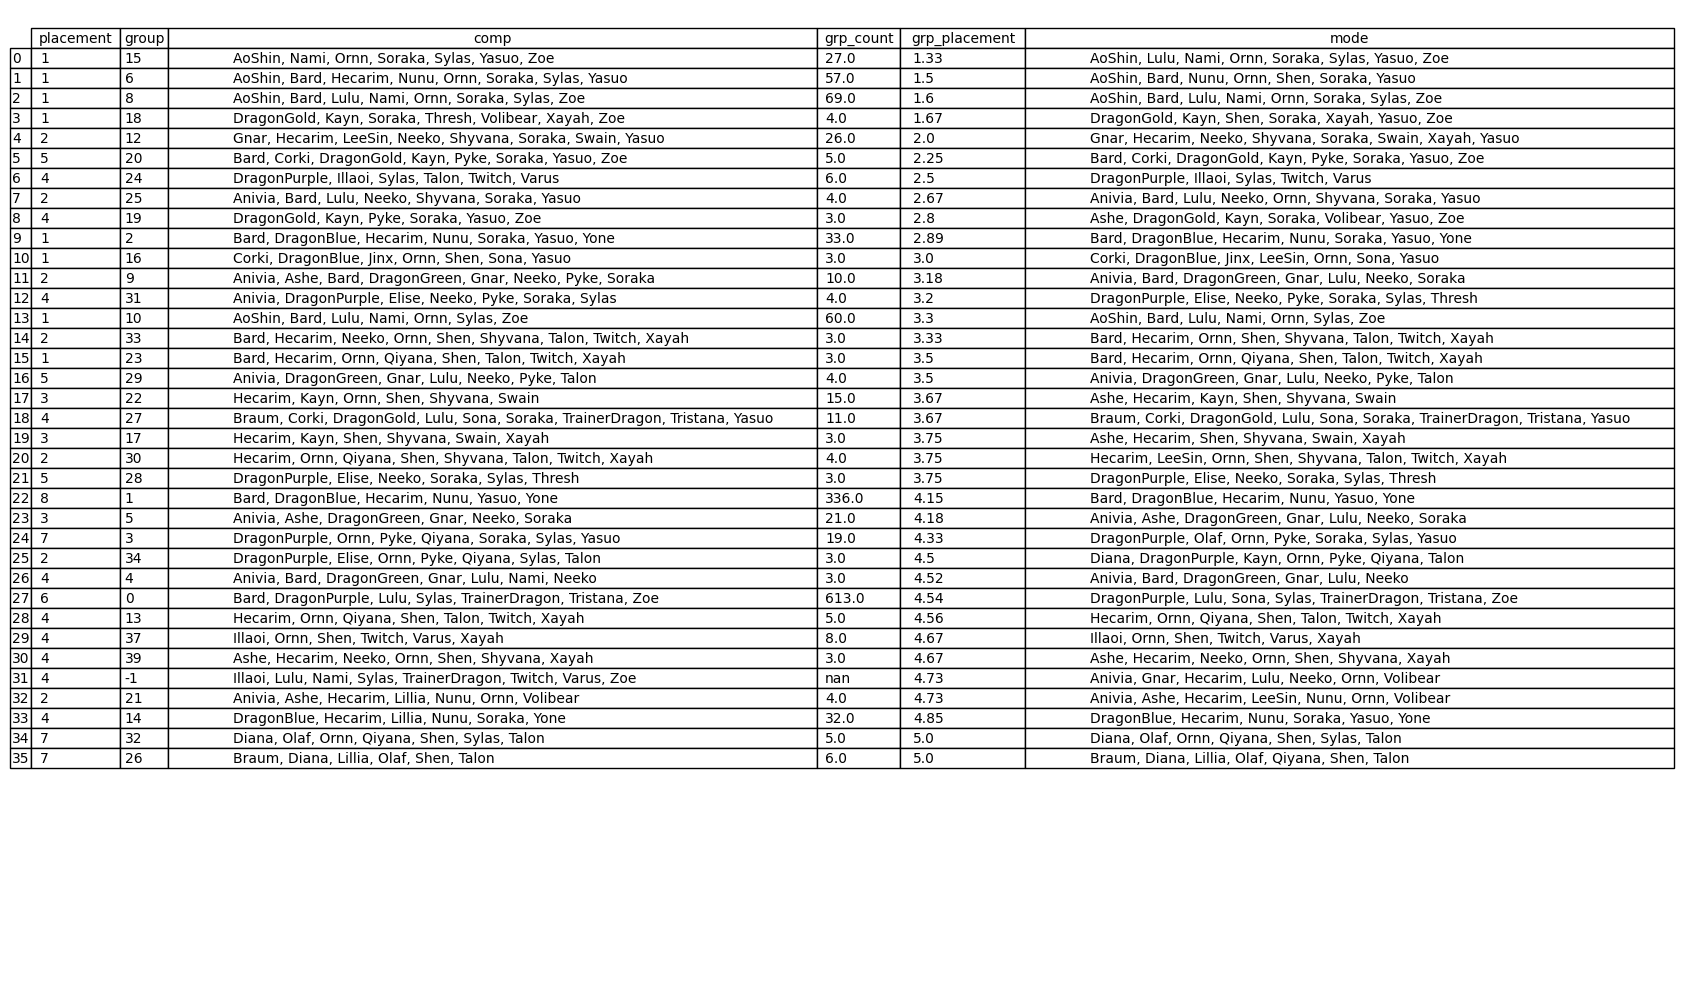 placement group comp grp_count grp_placement mode
0 1 15 AoShin, Nami, Ornn, Soraka, Sylas, Yasuo, Zoe 27.0 1.33 AoShin, Lulu, Nami, Ornn, Soraka, Sylas, Yasuo, Zoe
1 1 6 AoShin, Bard, Hecarim, Nunu, Ornn, Soraka, Sylas, Yasuo 57.0 1.5 AoShin, Bard, Nunu, Ornn, Shen, Soraka, Yasuo
2 1 8 AoShin, Bard, Lulu, Nami, Ornn, Soraka, Sylas, Zoe 69.0 1.6 AoShin, Bard, Lulu, Nami, Ornn, Soraka, Sylas, Zoe
3 1 18 DragonGold, Kayn, Soraka, Thresh, Volibear, Xayah, Zoe 4.0 1.67 DragonGold, Kayn, Shen, Soraka, Xayah, Yasuo, Zoe
4 2 12 Gnar, Hecarim, LeeSin, Neeko, Shyvana, Soraka, Swain, Yasuo 26.0 2.0 Gnar, Hecarim, Neeko, Shyvana, Soraka, Swain, Xayah, Yasuo
5 5 20 Bard, Corki, DragonGold, Kayn, Pyke, Soraka, Yasuo, Zoe 5.0 2.25 Bard, Corki, DragonGold, Kayn, Pyke, Soraka, Yasuo, Zoe
6 4 24 DragonPurple, Illaoi, Sylas, Talon, Twitch, Varus 6.0 2.5 DragonPurple, Illaoi, Sylas, Twitch, Varus
7 2 25 Anivia, Bard, Lulu, Neeko, Shyvana, Soraka, Yasuo 4.0 2.67 Anivia, Bard, Lulu, Neeko, Ornn, Shyvana, Soraka, Yasuo
8 4 19 DragonGold, Kayn, Pyke, Soraka, Yasuo, Zoe 3.0 2.8 Ashe, DragonGold, Kayn, Soraka, Volibear, Yasuo, Zoe
9 1 2 Bard, DragonBlue, Hecarim, Nunu, Soraka, Yasuo, Yone 33.0 2.89 Bard, DragonBlue, Hecarim, Nunu, Soraka, Yasuo, Yone
10 1 16 Corki, DragonBlue, Jinx, Ornn, Shen, Sona, Yasuo 3.0 3.0 Corki, DragonBlue, Jinx, LeeSin, Ornn, Sona, Yasuo
11 2 9 Anivia, Ashe, Bard, DragonGreen, Gnar, Neeko, Pyke, Soraka 10.0 3.18 Anivia, Bard, DragonGreen, Gnar, Lulu, Neeko, Soraka
12 4 31 Anivia, DragonPurple, Elise, Neeko, Pyke, Soraka, Sylas 4.0 3.2 DragonPurple, Elise, Neeko, Pyke, Soraka, Sylas, Thresh
13 1 10 AoShin, Bard, Lulu, Nami, Ornn, Sylas, Zoe 60.0 3.3 AoShin, Bard, Lulu, Nami, Ornn, Sylas, Zoe
14 2 33 Bard, Hecarim, Neeko, Ornn, Shen, Shyvana, Talon, Twitch, Xayah 3.0 3.33 Bard, Hecarim, Ornn, Shen, Shyvana, Talon, Twitch, Xayah
15 1 23 Bard, Hecarim, Ornn, Qiyana, Shen, Talon, Twitch, Xayah 3.0 3.5 Bard, Hecarim, Ornn, Qiyana, Shen, Talon, Twitch, Xayah
16 5 29 Anivia, DragonGreen, Gnar, Lulu, Neeko, Pyke, Talon 4.0 3.5 Anivia, DragonGreen, Gnar, Lulu, Neeko, Pyke, Talon
17 3 22 Hecarim, Kayn, Ornn, Shen, Shyvana, Swain 15.0 3.67 Ashe, Hecarim, Kayn, Shen, Shyvana, Swain
18 4 27 Braum, Corki, DragonGold, Lulu, Sona, Soraka, TrainerDragon, Tristana, Yasuo 11.0 3.67 Braum, Corki, DragonGold, Lulu, Sona, Soraka, TrainerDragon, Tristana, Yasuo
19 3 17 Hecarim, Kayn, Shen, Shyvana, Swain, Xayah 3.0 3.75 Ashe, Hecarim, Shen, Shyvana, Swain, Xayah
20 2 30 Hecarim, Ornn, Qiyana, Shen, Shyvana, Talon, Twitch, Xayah 4.0 3.75 Hecarim, LeeSin, Ornn, Shen, Shyvana, Talon, Twitch, Xayah
21 5 28 DragonPurple, Elise, Neeko, Soraka, Sylas, Thresh 3.0 3.75 DragonPurple, Elise, Neeko, Soraka, Sylas, Thresh
22 8 1 Bard, DragonBlue, Hecarim, Nunu, Yasuo, Yone 336.0 4.15 Bard, DragonBlue, Hecarim, Nunu, Yasuo, Yone
23 3 5 Anivia, Ashe, DragonGreen, Gnar, Neeko, Soraka 21.0 4.18 Anivia, Ashe, DragonGreen, Gnar, Lulu, Neeko, Soraka
24 7 3 DragonPurple, Ornn, Pyke, Qiyana, Soraka, Sylas, Yasuo 19.0 4.33 DragonPurple, Olaf, Ornn, Pyke, Soraka, Sylas, Yasuo
25 2 34 DragonPurple, Elise, Ornn, Pyke, Qiyana, Sylas, Talon 3.0 4.5 Diana, DragonPurple, Kayn, Ornn, Pyke, Qiyana, Talon
26 4 4 Anivia, Bard, DragonGreen, Gnar, Lulu, Nami, Neeko 3.0 4.52 Anivia, Bard, DragonGreen, Gnar, Lulu, Neeko
27 6 0 Bard, DragonPurple, Lulu, Sylas, TrainerDragon, Tristana, Zoe 613.0 4.54 DragonPurple, Lulu, Sona, Sylas, TrainerDragon, Tristana, Zoe
28 4 13 Hecarim, Ornn, Qiyana, Shen, Talon, Twitch, Xayah 5.0 4.56 Hecarim, Ornn, Qiyana, Shen, Talon, Twitch, Xayah
29 4 37 Illaoi, Ornn, Shen, Twitch, Varus, Xayah 8.0 4.67 Illaoi, Ornn, Shen, Twitch, Varus, Xayah
30 4 39 Ashe, Hecarim, Neeko, Ornn, Shen, Shyvana, Xayah 3.0 4.67 Ashe, Hecarim, Neeko, Ornn, Shen, Shyvana, Xayah
31 4 -1 Illaoi, Lulu, Nami, Sylas, TrainerDragon, Twitch, Varus, Zoe nan 4.73 Anivia, Gnar, Hecarim, Lulu, Neeko, Ornn, Volibear
32 2 21 Anivia, Ashe, Hecarim, Lillia, Nunu, Ornn, Volibear 4.0 4.73 Anivia, Ashe, Hecarim, LeeSin, Nunu, Ornn, Volibear
33 4 14 DragonBlue, Hecarim, Lillia, Nunu, Soraka, Yone 32.0 4.85 DragonBlue, Hecarim, Nunu, Soraka, Yasuo, Yone
34 7 32 Diana, Olaf, Ornn, Qiyana, Shen, Sylas, Talon 5.0 5.0 Diana, Olaf, Ornn, Qiyana, Shen, Sylas, Talon
35 7 26 Braum, Diana, Lillia, Olaf, Shen, Talon 6.0 5.0 Braum, Diana, Lillia, Olaf, Qiyana, Shen, Talon